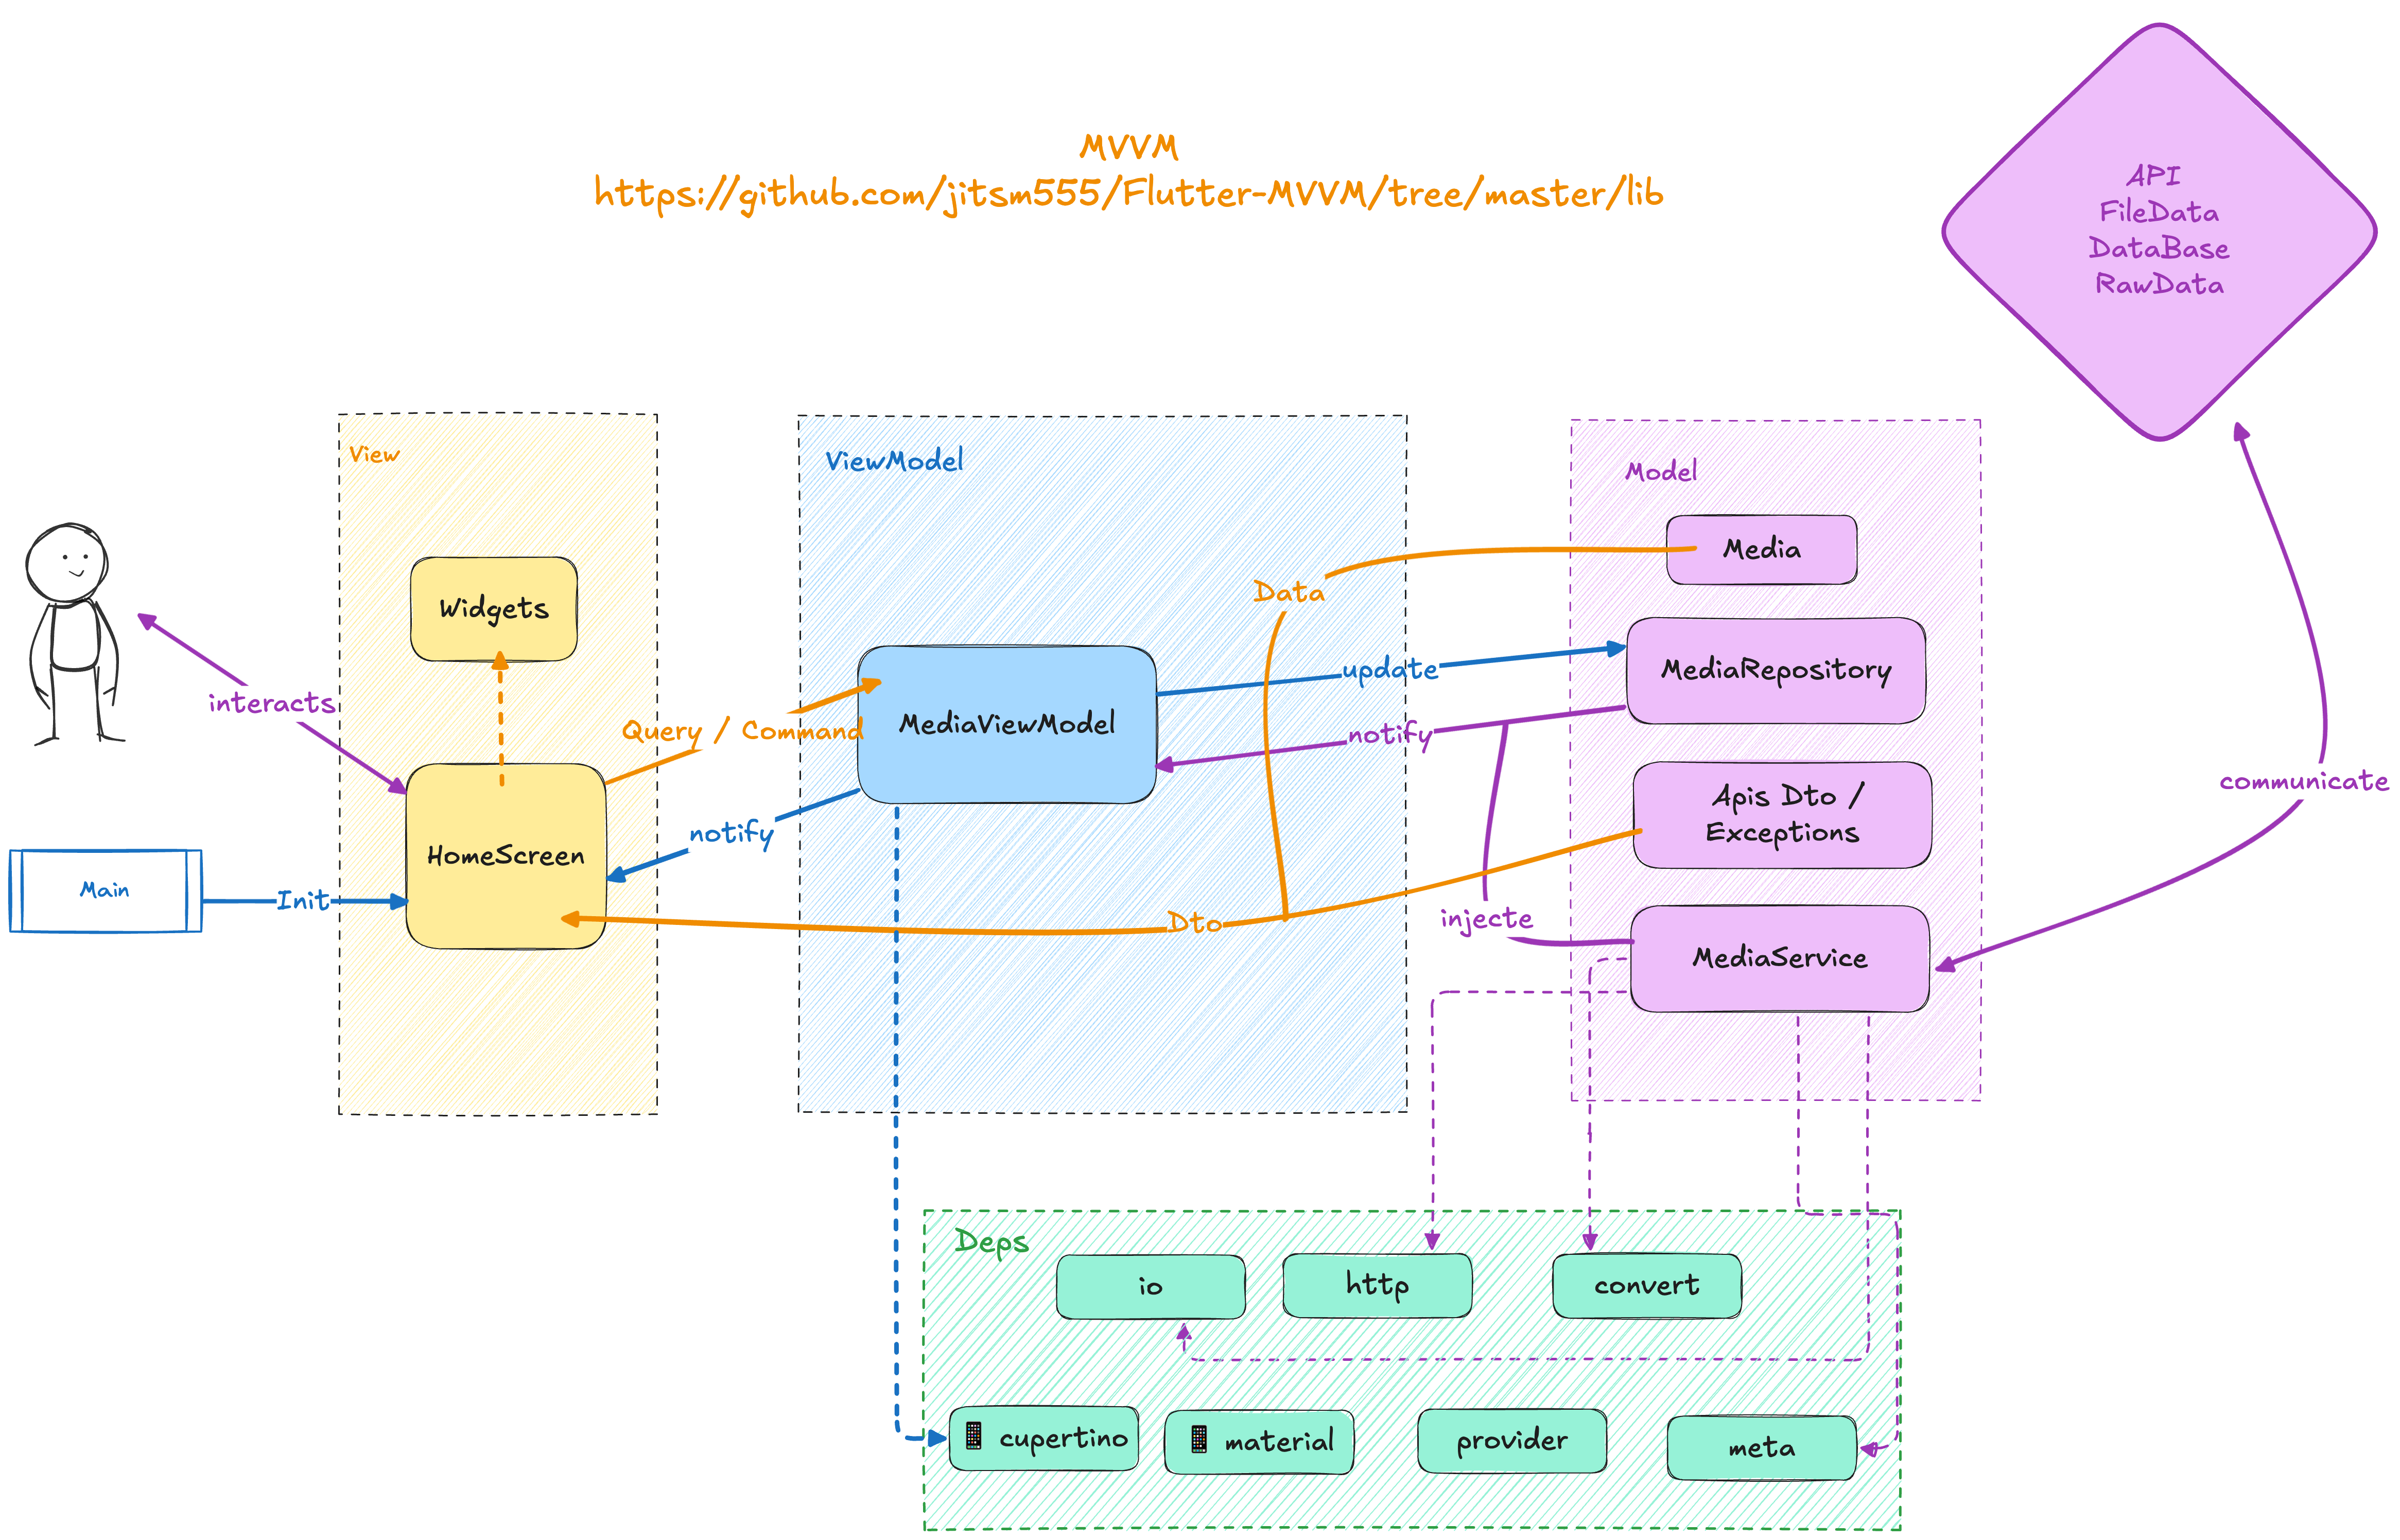 MVVM
https://github.com/jitsm555/Flutter-MVVM/tree/master/lib
API
FileData
DataBase
RawData
View
ViewModel
Model
Media
Data
Widgets
MediaRepository
update
interacts
Query / Command
MediaViewModel
notify
communicate
Apis Dto /
Exceptions
notify
HomeScreen
Main
Init
Dto
injecte
MediaService
Deps
io
http
convert
cupertino
material
provider
meta